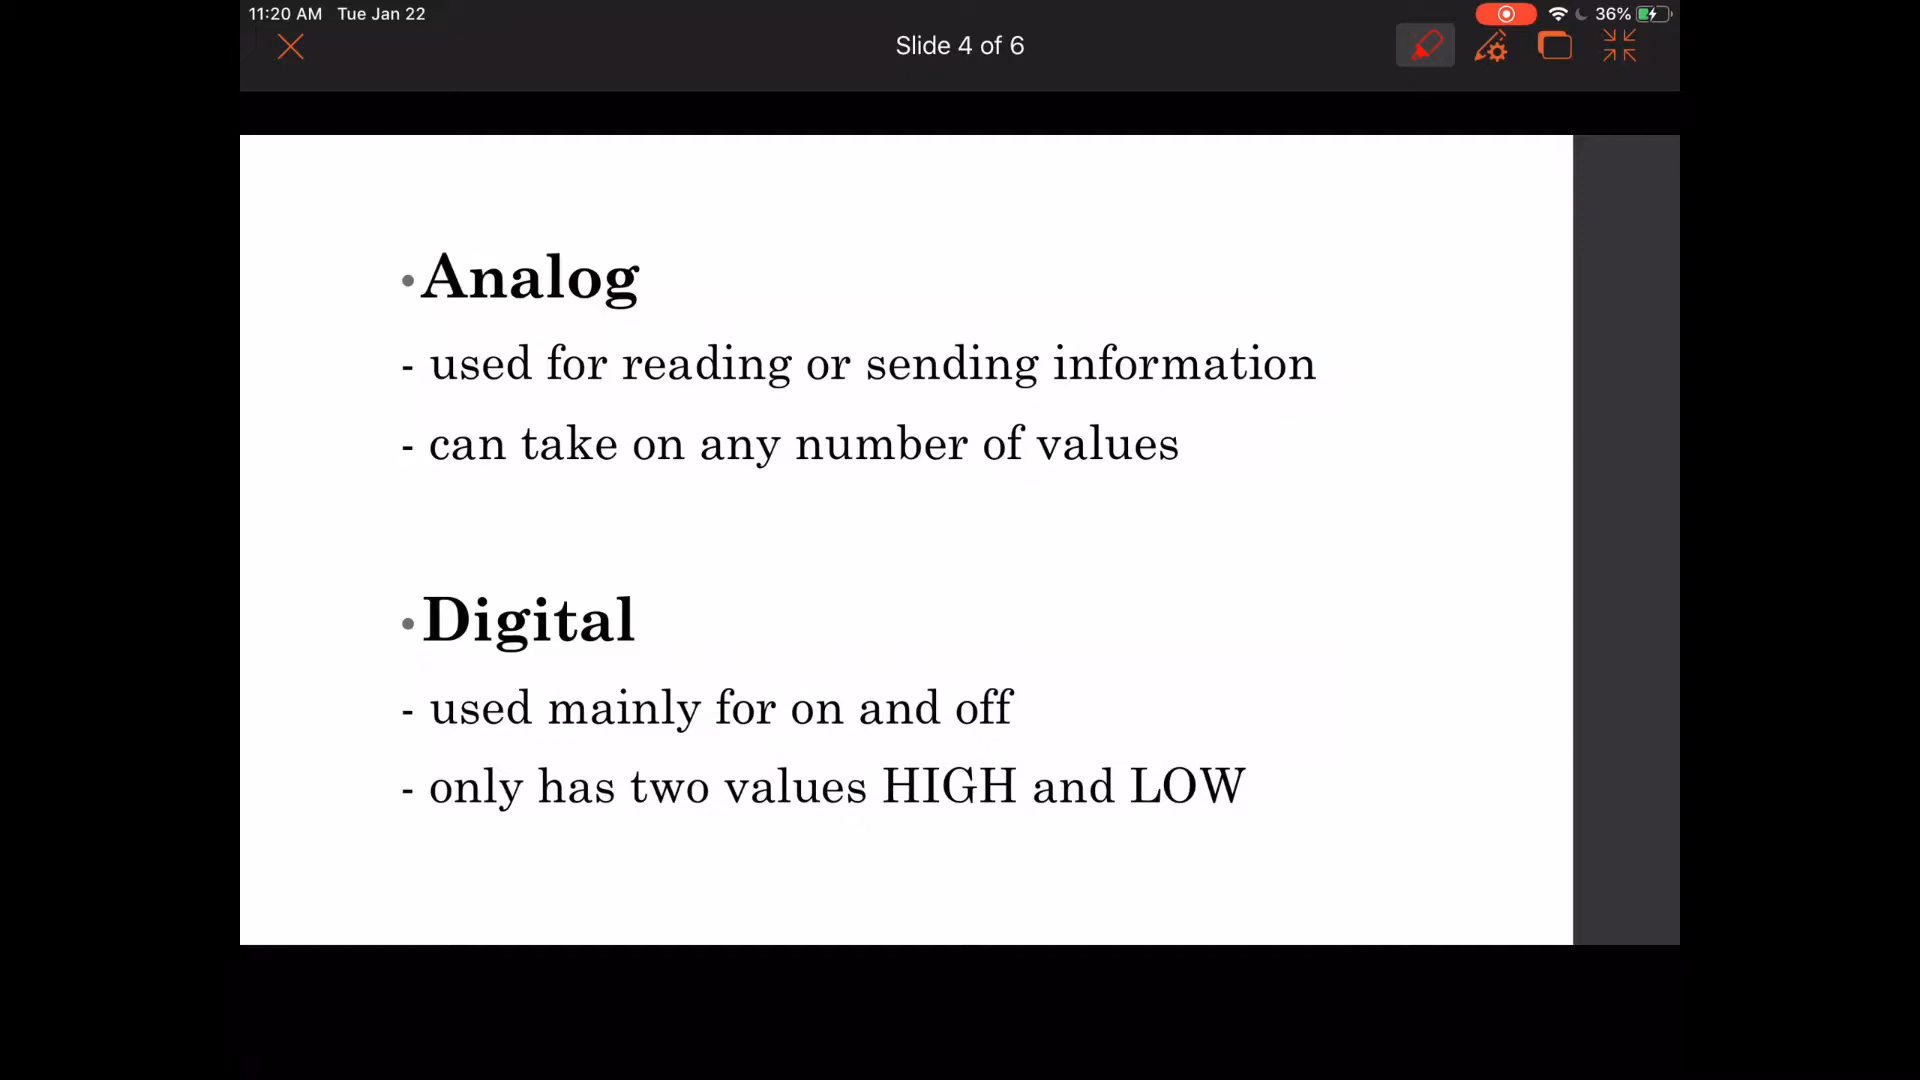 11:20 AM Tue Jan 22
36%
Slide 4 of 6
•Analog
- used for reading or sending information
- can take on any number of values
•Digital
- used mainly for on and off
- only has two values HIGH and LOW